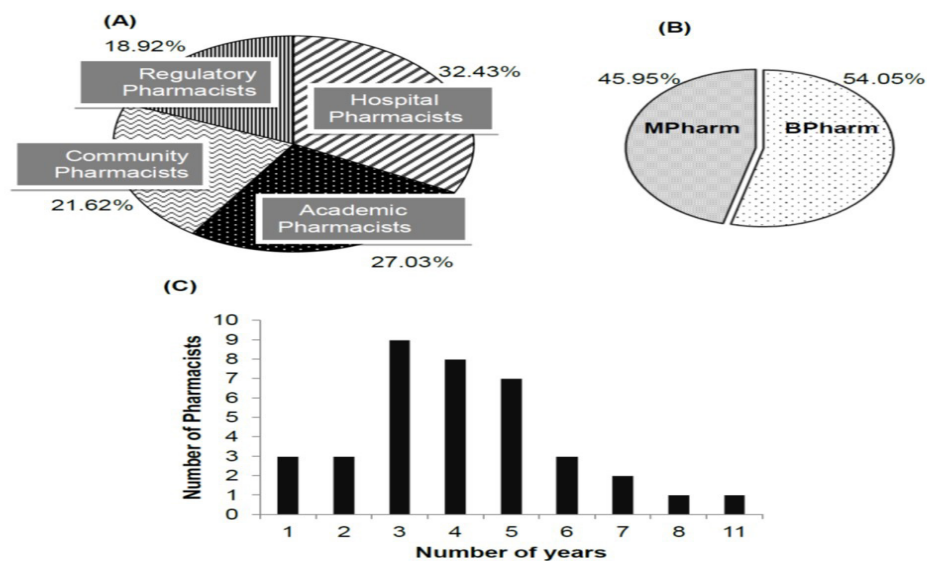 (A)
18.92%
Regulatory
Pharmacists
32.43%
Hospital
Pharmacists
Community
Pharmacists
21.62%
Academic
Pharmacists
27.03%
(B)
45.95%
54.05%
MPharm
BPharm
(C)
Number of Pharmacists
10
9
8
7
6
5
4
3
2
1
0
1 2 3 4 5 6 7 8 11
Number of years